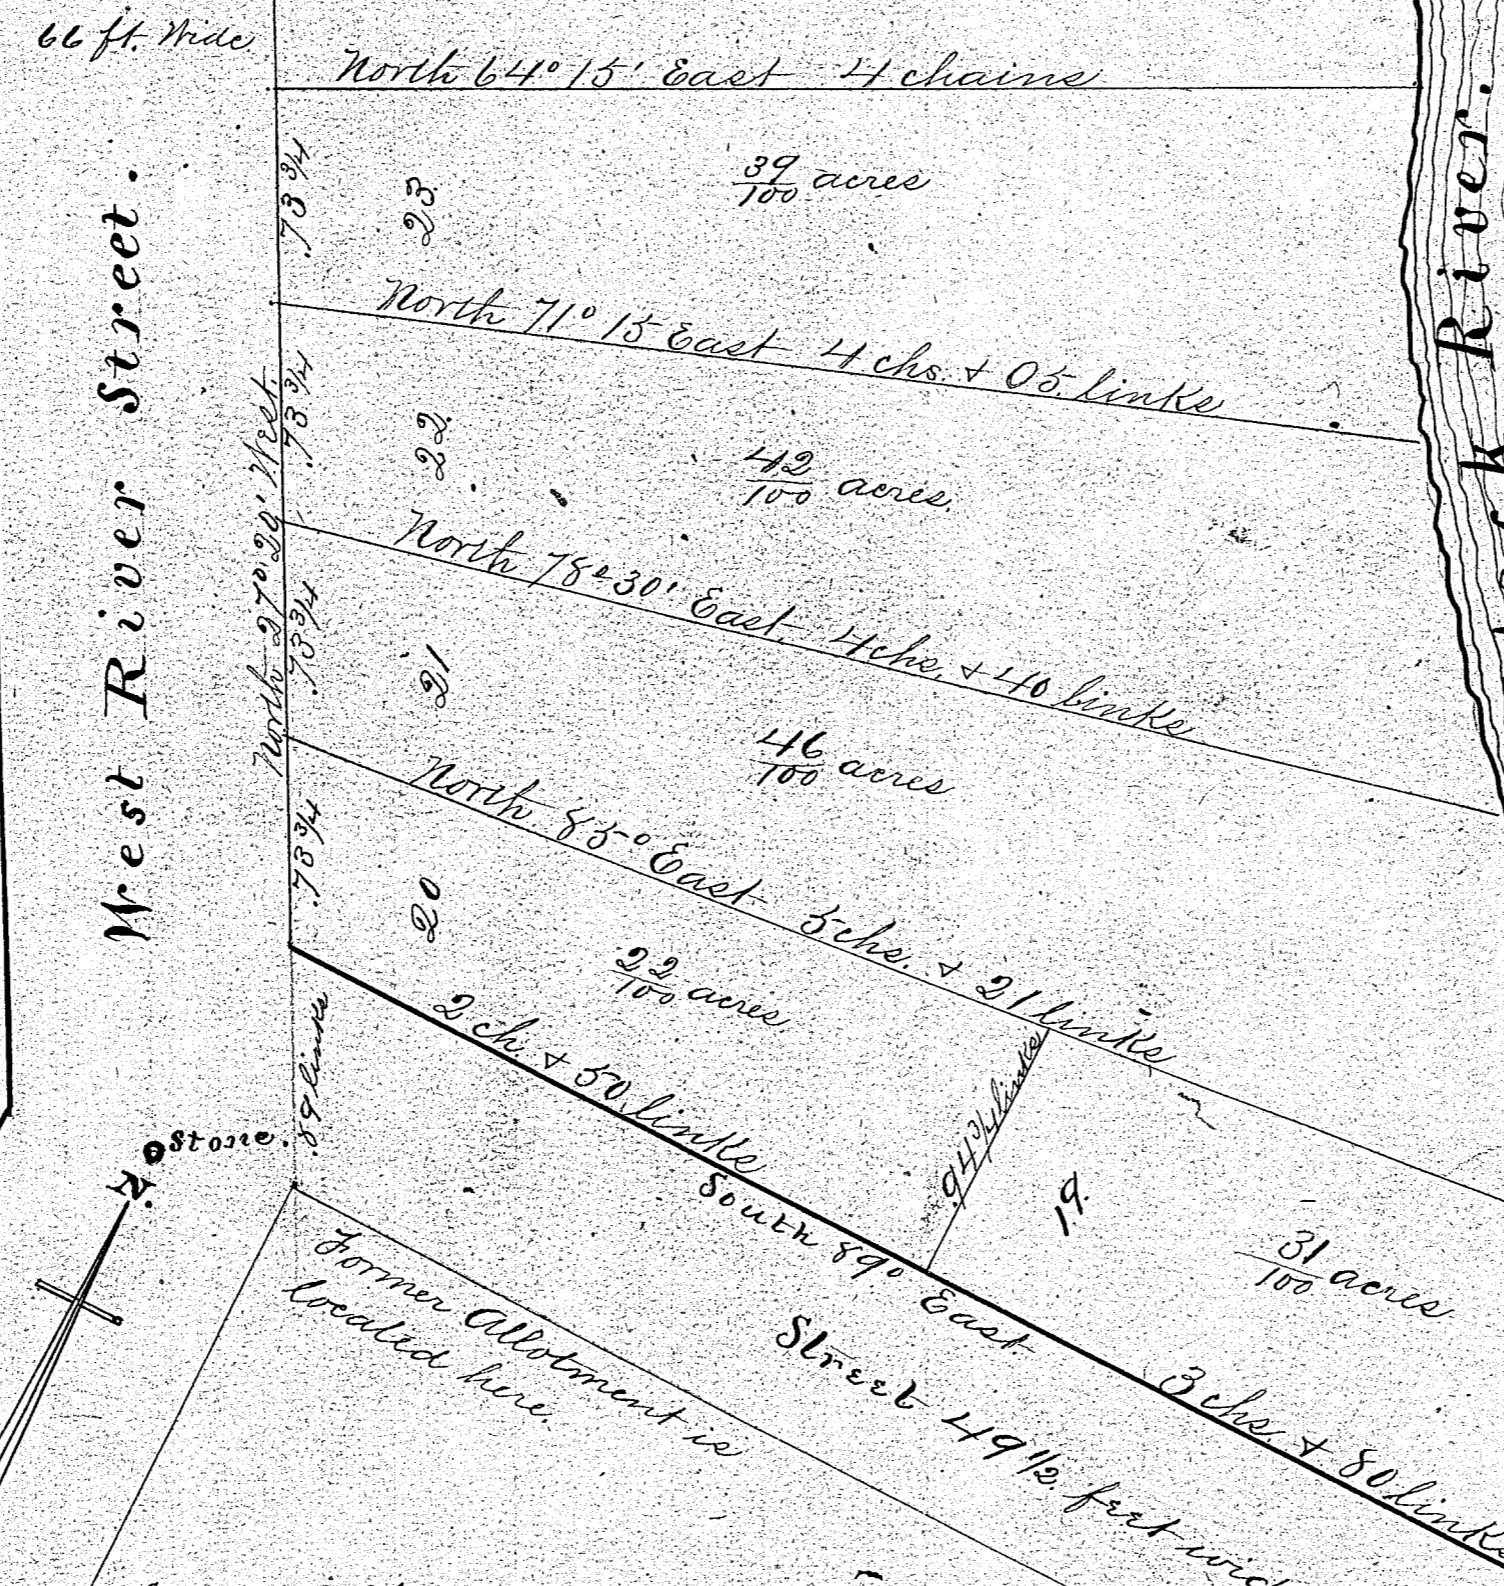 66 ft. Wide
North 64° 15' East 4 chains
.73 3/4
23
39/100 acres
West River Street.
River.
North 71° 15 East 4 chs. & 05. links
.73 3/4
22
42/100 acres.
North 27° 20' West.
North 78° 30' East. 4 chs. & 40 links
.73 3/4
21
46/100 acres
North 85° East 5 chs. & 21 links
.73 3/4
20
22/100 acres
2 ch. & 50. links
.94 3/4 links
19.
31/100 acres
.89 links
Stone.
N.
South 89° East
3 chs. & 80 links
Street 49 1/2 feet
Former Allotment is
located here.